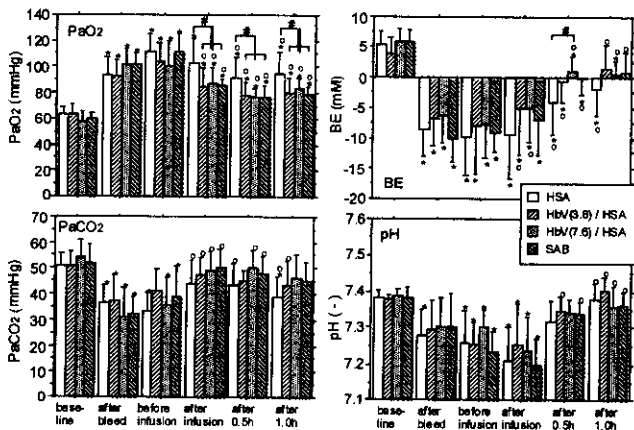 PaO2
PaO2 (mmHg)
140
120
100
80
60
40
20
0
BE
BE (mM)
10
5
0
-5
-10
-15
-20
HSA
HbV(3.8) / HSA
HbV(7.6) / HSA
SAB
PaCO2
PaCO2 (mmHg)
70
60
50
40
30
20
10
0
base-
line
after
bleed
before
infusion
after
infusion
after
0.5h
after
1.0h
pH
pH ( - )
7.6
7.5
7.4
7.3
7.2
7.1
base-
line
after
bleed
before
infusion
after
infusion
after
0.5h
after
1.0h